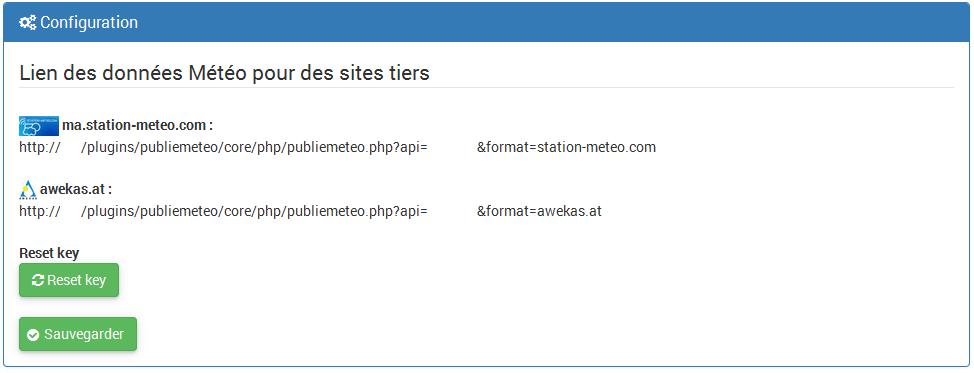 Configuration
Lien des données Météo pour des sites tiers
ma.station-meteo.com :
http:// /plugins/publiemeteo/core/php/publiemeteo.php?api= &format=station-meteo.com
awekas.at :
http:// /plugins/publiemeteo/core/php/publiemeteo.php?api= &format=awekas.at
Reset key
Reset key
Sauvegarder